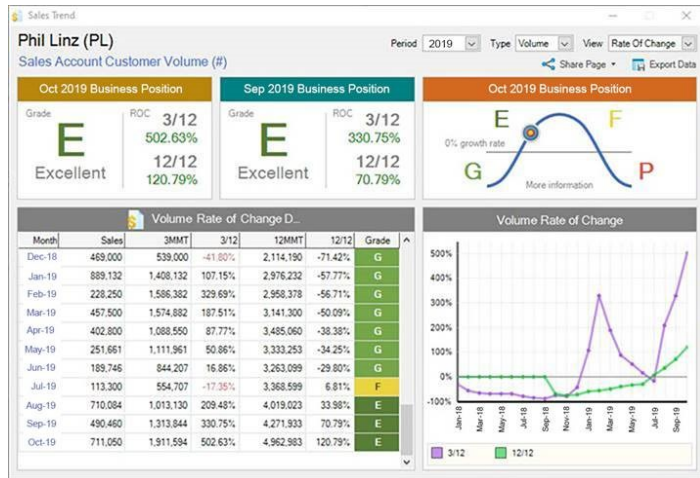 Sales Trend
Phil Linz (PL)
Period 2019 Type Volume View Rate Of Change
Sales Account Customer Volume (#)
Share Page Export Data
Oct 2019 Business Position
Grade
E
Excellent
ROC 3/12
502.63%
12/12
120.79%
Sep 2019 Business Position
Grade
E
Excellent
ROC 3/12
330.75%
12/12
70.79%
Oct 2019 Business Position
E F
0% growth rate
G P
More information
Volume Rate of Change D...
Month Sales 3MMT 3/12 12MMT 12/12 Grade
Dec-18 469,000 539,000 -41.80% 2,114,190 -71.42% G
Jan-19 889,132 1,408,132 107.15% 2,976,232 -57.77% G
Feb-19 228,250 1,586,382 329.69% 2,958,378 -56.71% G
Mar-19 457,500 1,574,882 187.51% 3,141,300 -50.09% G
Apr-19 402,800 1,088,550 87.77% 3,485,060 -38.38% G
May-19 251,661 1,111,961 50.86% 3,333,253 -34.25% G
Jun-19 189,746 844,207 16.86% 3,263,099 -29.80% G
Jul-19 113,300 554,707 -17.35% 3,368,599 6.81% F
Aug-19 710,084 1,013,130 209.48% 4,019,023 33.98% E
Sep-19 490,460 1,313,844 330.75% 4,271,933 70.79% E
Oct-19 711,050 1,911,594 502.63% 4,962,983 120.79% E
Volume Rate of Change
500%
400%
300%
200%
100%
0%
-100%
Jan-18 Mar-18 May-18 Jul-18 Sep-18 Nov-18 Jan-19 Mar-19 May-19 Jul-19 Sep-19
3/12 12/12